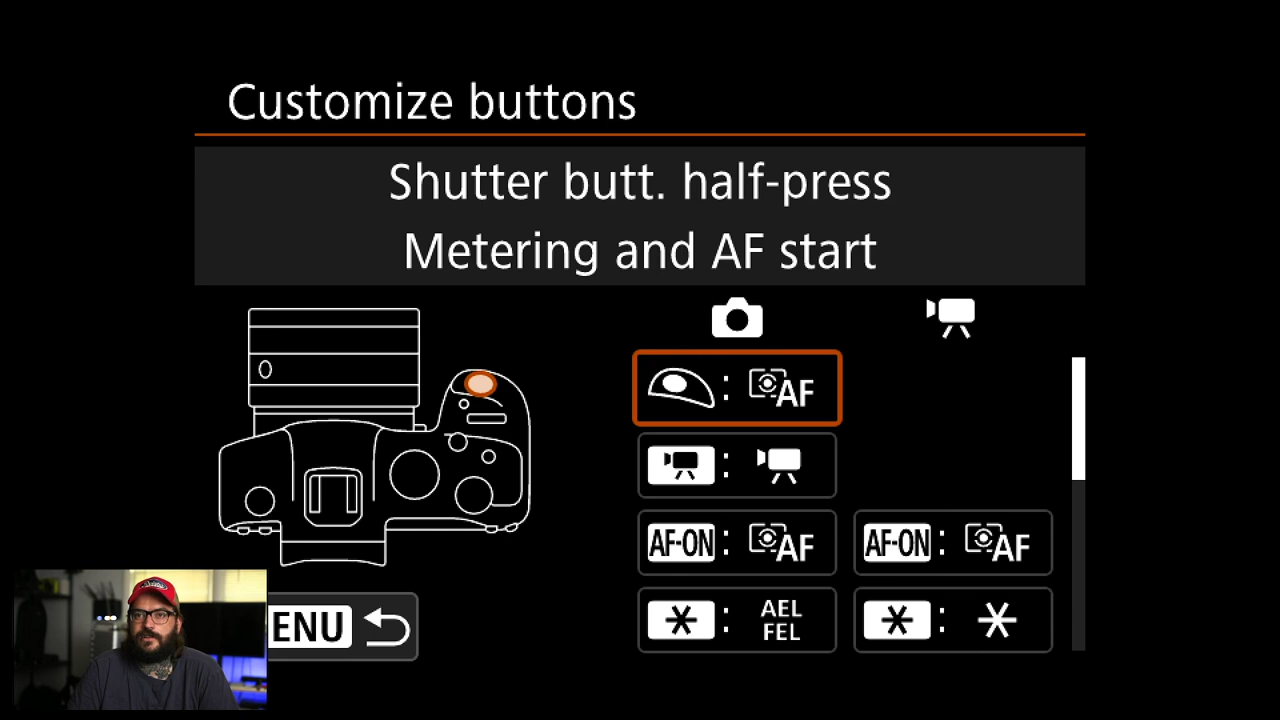 Customize buttons
Shutter butt. half-press
Metering and AF start
: AF
:
AF-ON : AF AF-ON : AF
* : AEL FEL * : *
ENU